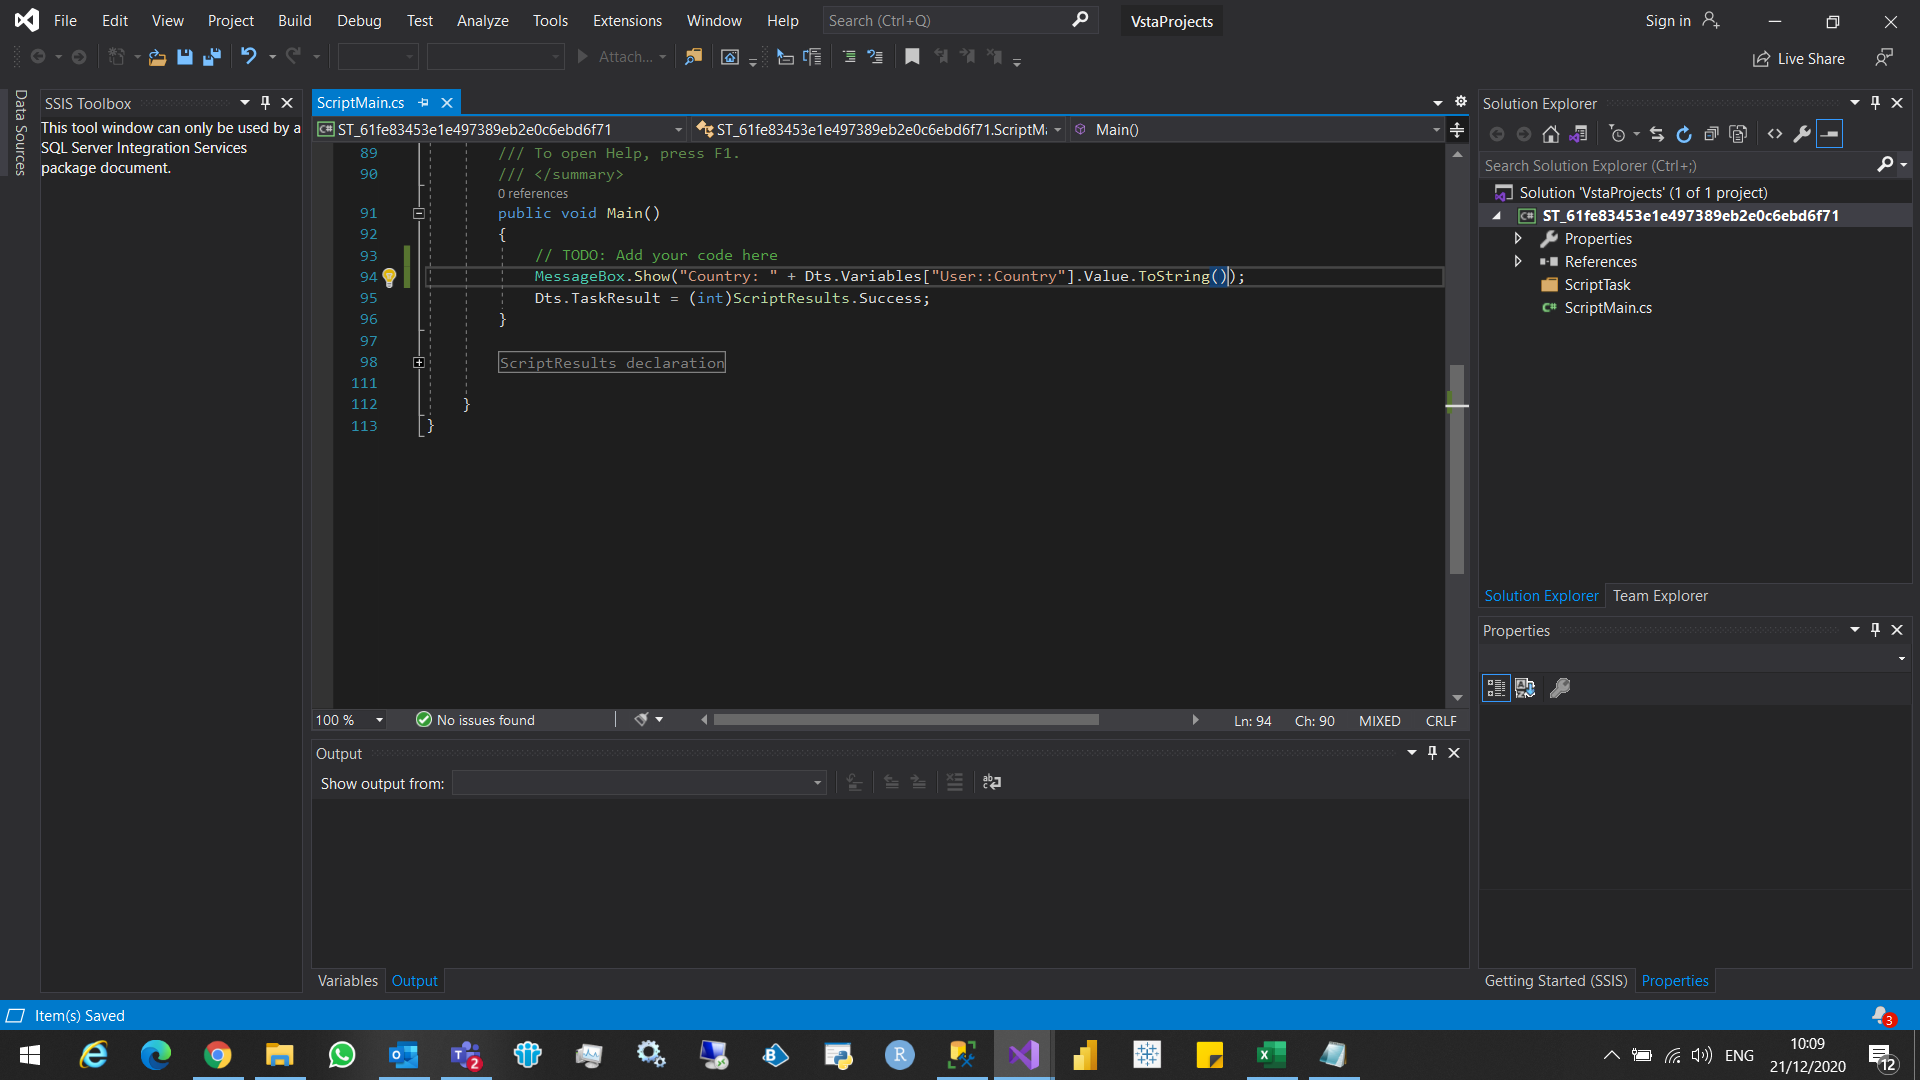 File Edit View Project Build Debug Test Analyze Tools Extensions Window Help Search (Ctrl+Q) VstaProjects Sign in
Attach... Live Share
Data Sources
SSIS Toolbox
This tool window can only be used by a
SQL Server Integration Services
package document.
ScriptMain.cs
ST_61fe83453e1e497389eb2e0c6ebd6f71 ST_61fe83453e1e497389eb2e0c6ebd6f71.ScriptMa Main()
89 /// To open Help, press F1.
90 /// </summary>
0 references
91 public void Main()
92 {
93 // TODO: Add your code here
94 MessageBox.Show("Country: " + Dts.Variables["User::Country"].Value.ToString());
95 Dts.TaskResult = (int)ScriptResults.Success;
96 }
97
98 ScriptResults declaration
111
112 }
113 }
100 % No issues found Ln: 94 Ch: 90 MIXED CRLF
Output
Show output from:
Variables Output
Solution Explorer
Search Solution Explorer (Ctrl+;)
Solution 'VstaProjects' (1 of 1 project)
ST_61fe83453e1e497389eb2e0c6ebd6f71
Properties
References
ScriptTask
ScriptMain.cs
Solution Explorer Team Explorer
Properties
Getting Started (SSIS) Properties
Item(s) Saved 3
2 ENG 10:09
21/12/2020 12